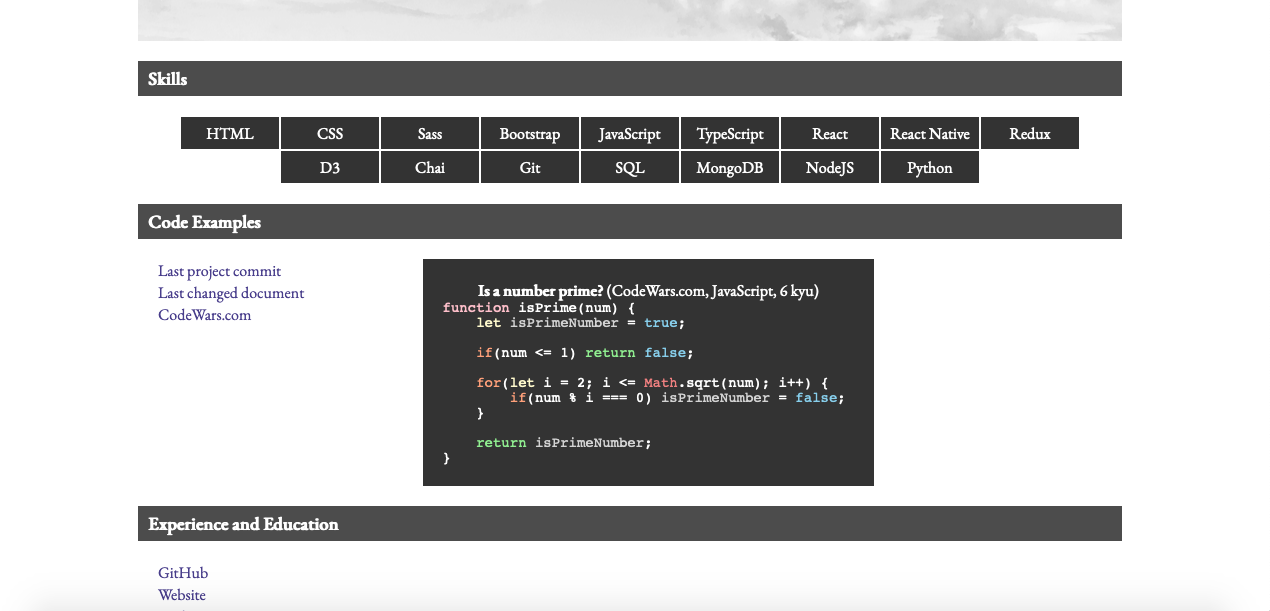 Skills
HTML CSS Sass Bootstrap JavaScript TypeScript React React Native Redux
D3 Chai Git SQL MongoDB NodeJS Python
Code Examples
Last project commit
Last changed document
CodeWars.com
Is a number prime? (CodeWars.com, JavaScript, 6 kyu)
function isPrime(num) {
    let isPrimeNumber = true;
    if(num <= 1) return false;
    for(let i = 2; i <= Math.sqrt(num); i++) {
        if(num % i === 0) isPrimeNumber = false;
    }
    return isPrimeNumber;
}
Experience and Education
GitHub
Website